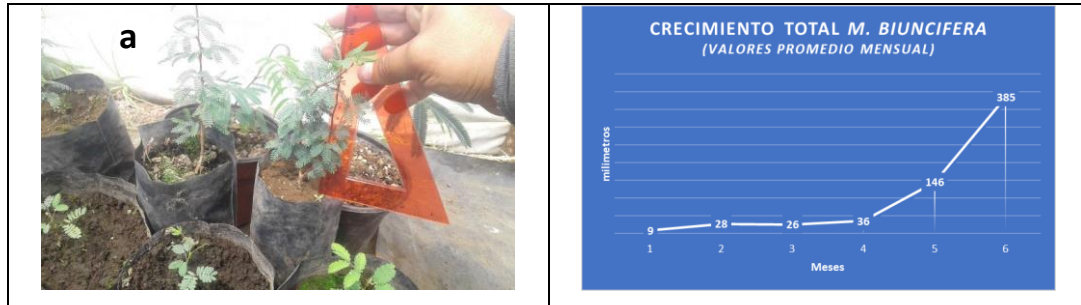 a
CRECIMIENTO TOTAL M. BIUNCIFERA
(VALORES PROMEDIO MENSUAL)
milimetros
385
146
9
28
26
36
1
2
3
4
5
6
Meses